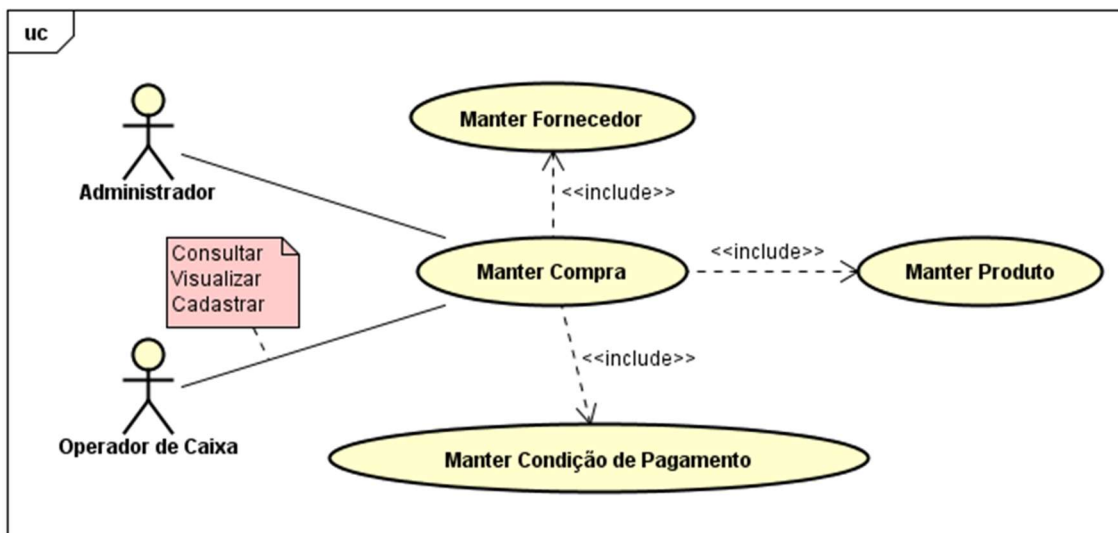 uc
Administrador
Manter Fornecedor
<<include>>
Consultar
Visualizar
Cadastrar
Manter Compra
<<include>>
Manter Produto
<<include>>
Operador de Caixa
Manter Condição de Pagamento